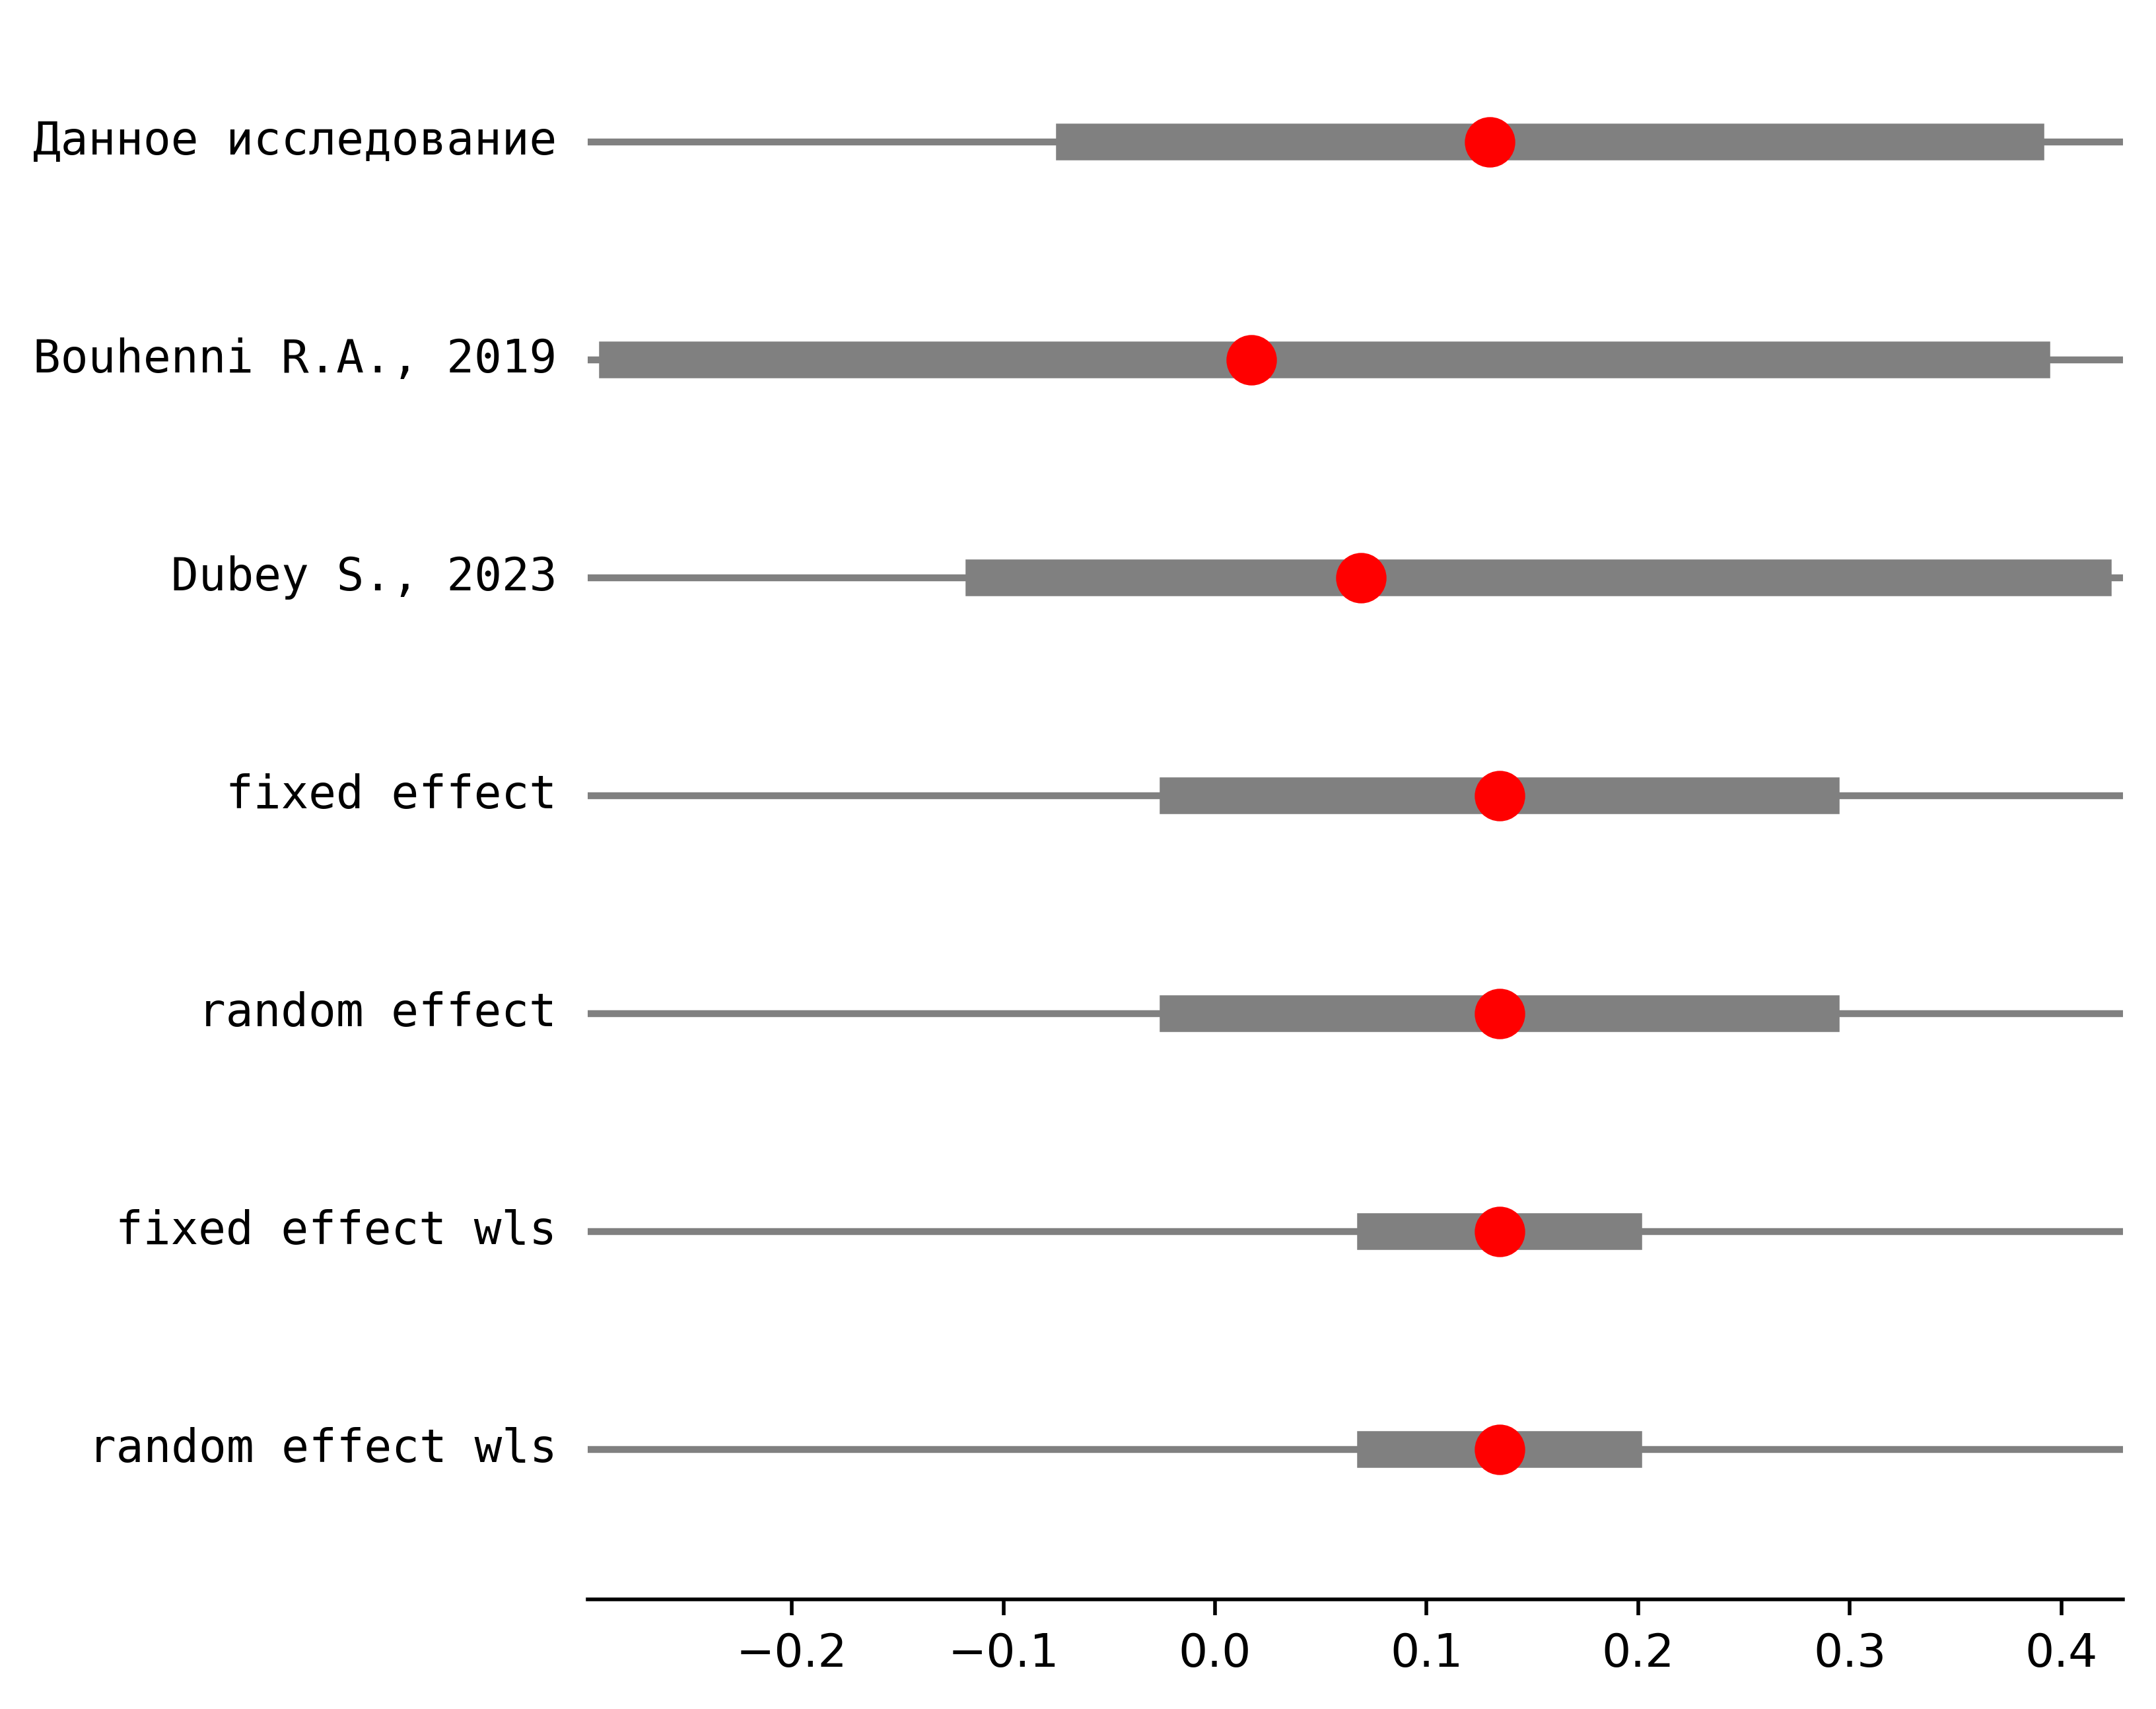 Данное исследование
Bouhenni R.A., 2019
Dubey S., 2023
fixed effect
random effect
fixed effect wls
random effect wls
−0.2 −0.1 0.0 0.1 0.2 0.3 0.4